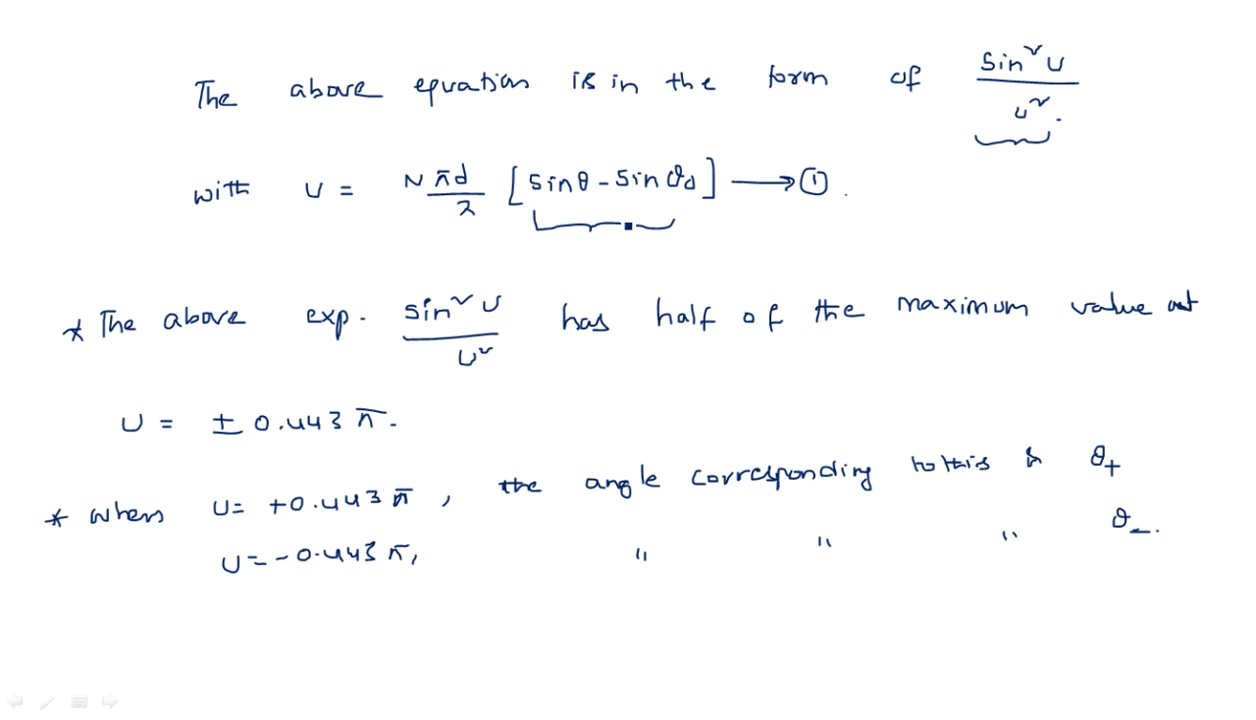 The above equation is in the form of sin²U / U².
with U = Nπd/λ [sinθ - sin θ₀] → ①.
* The above exp. sin²U / U² has half of the maximum value at
U = ± 0.443 π.
* when U = +0.443 π, the angle corresponding to this is θ₊
U = -0.443 π, " " " θ₋.